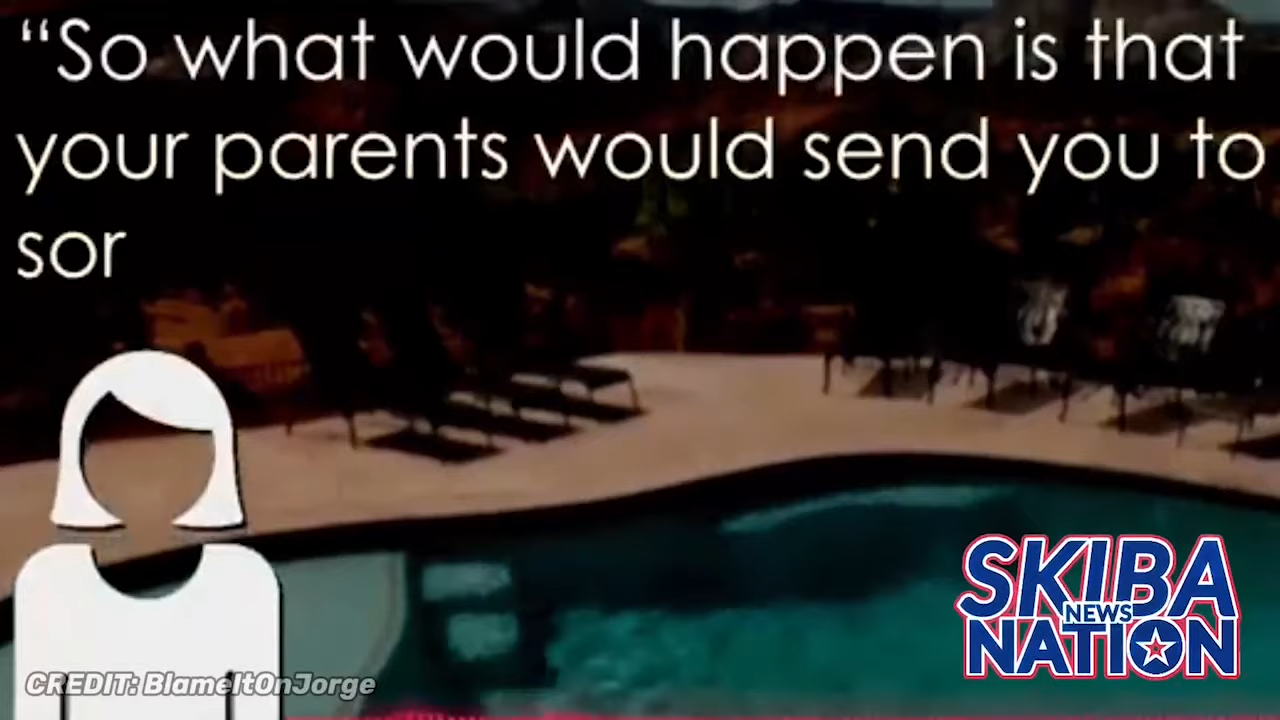 “So what would happen is that
your parents would send you to
sor
SKIBA
NEWS
NATION
CREDIT: BlameItOnJorge